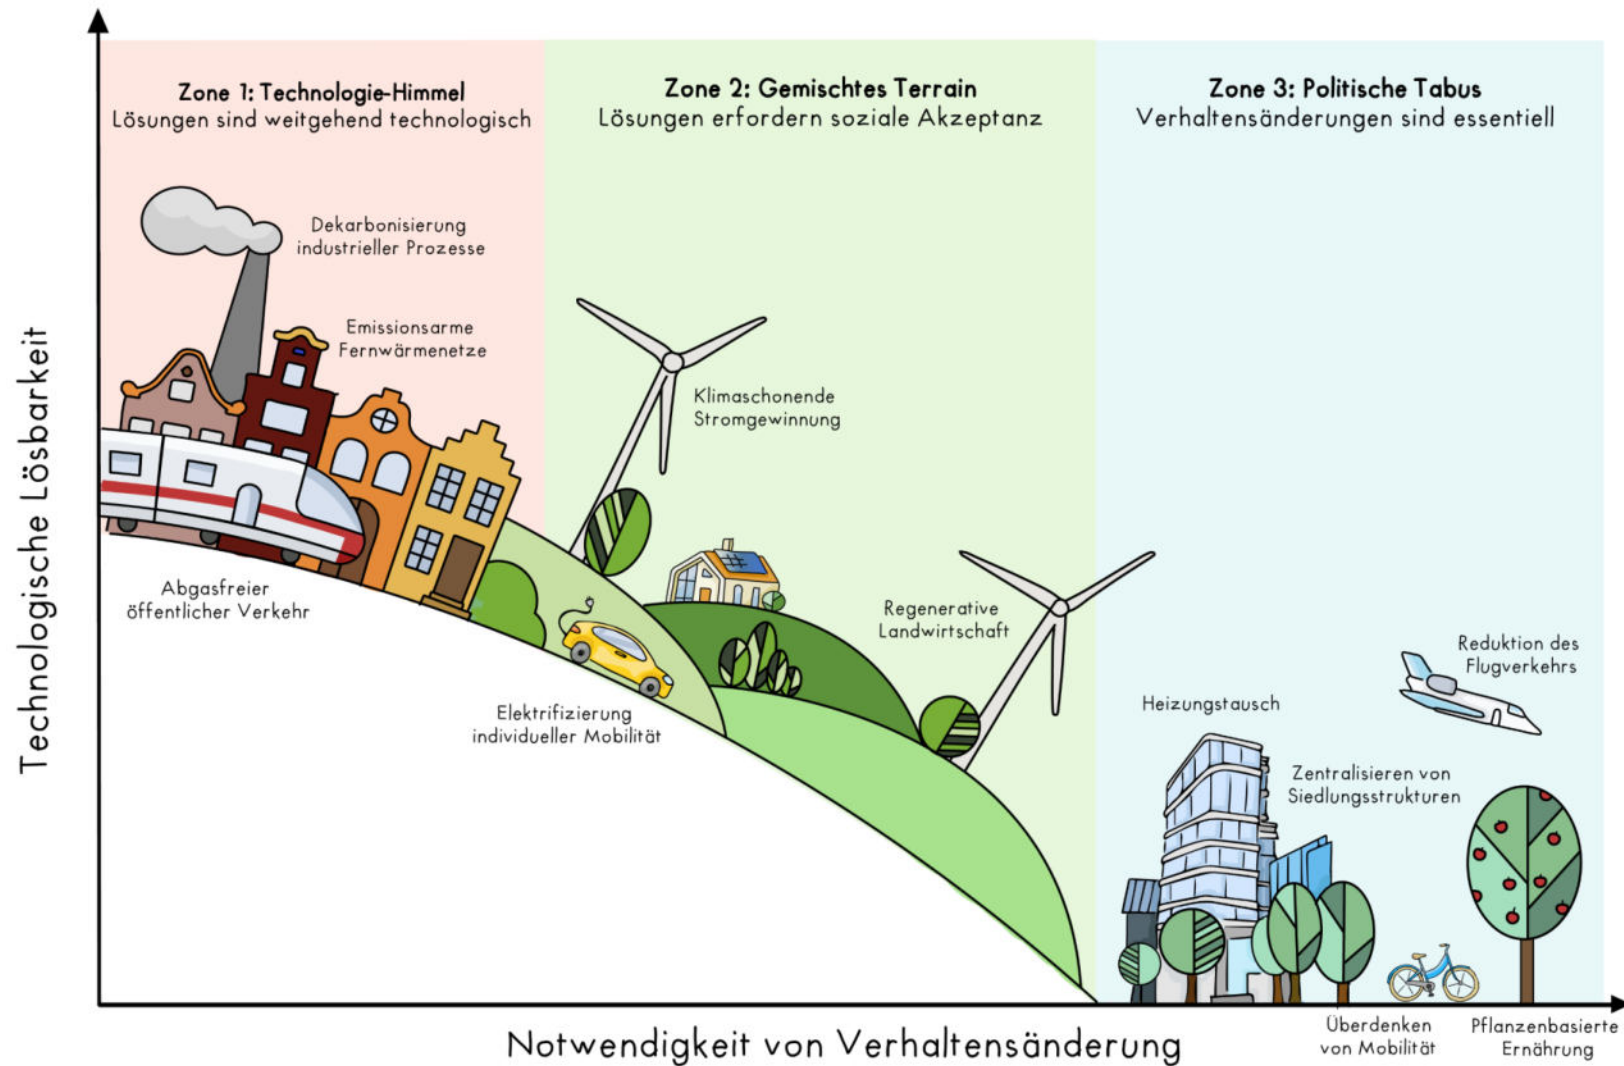 Zone 1: Technologie-Himmel
Lösungen sind weitgehend technologisch
Zone 2: Gemischtes Terrain
Lösungen erfordern soziale Akzeptanz
Zone 3: Politische Tabus
Verhaltensänderungen sind essentiell
Dekarbonisierung
industrieller Prozesse
Emissionsarme
Fernwärmenetze
Klimaschonende
Stromgewinnung
Abgasfreier
öffentlicher Verkehr
Regenerative
Landwirtschaft
Reduktion des
Flugverkehrs
Elektrifizierung
individueller Mobilität
Heizungstausch
Zentralisieren von
Siedlungsstrukturen
Technologische Lösbarkeit
Notwendigkeit von Verhaltensänderung
Überdenken
von Mobilität
Pflanzenbasierte
Ernährung